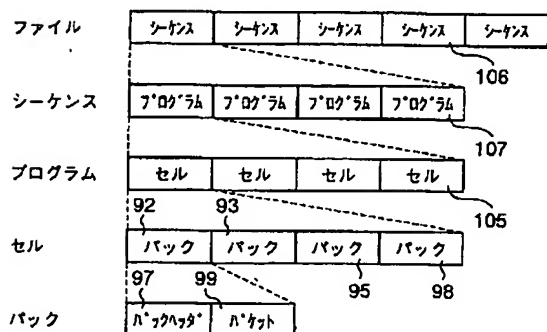 ファイル シーケンス シーケンス シーケンス シーケンス シーケンス
106
シーケンス プログラム プログラム プログラム プログラム
107
プログラム セル セル セル セル
105
92 93
セル パック パック パック パック
97 99 95 98
パック パックヘッダ パケット